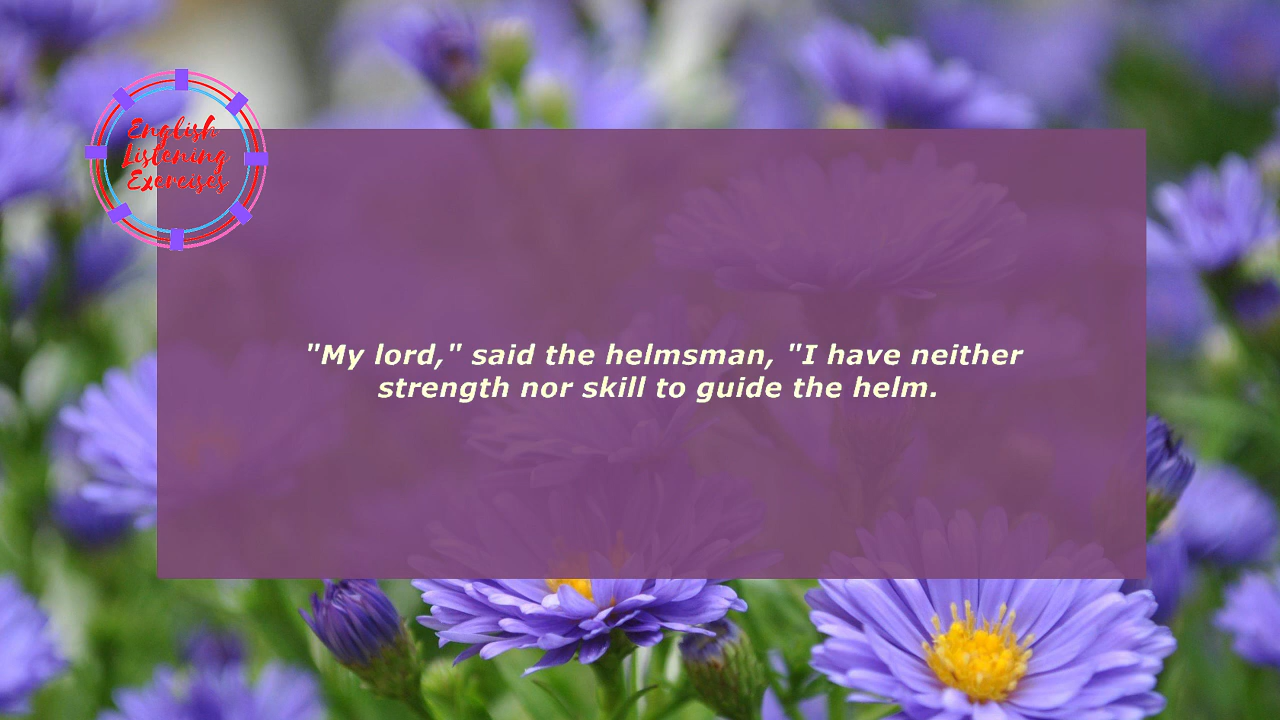 English
Listening
Exercises
"My lord," said the helmsman, "I have neither
strength nor skill to guide the helm.